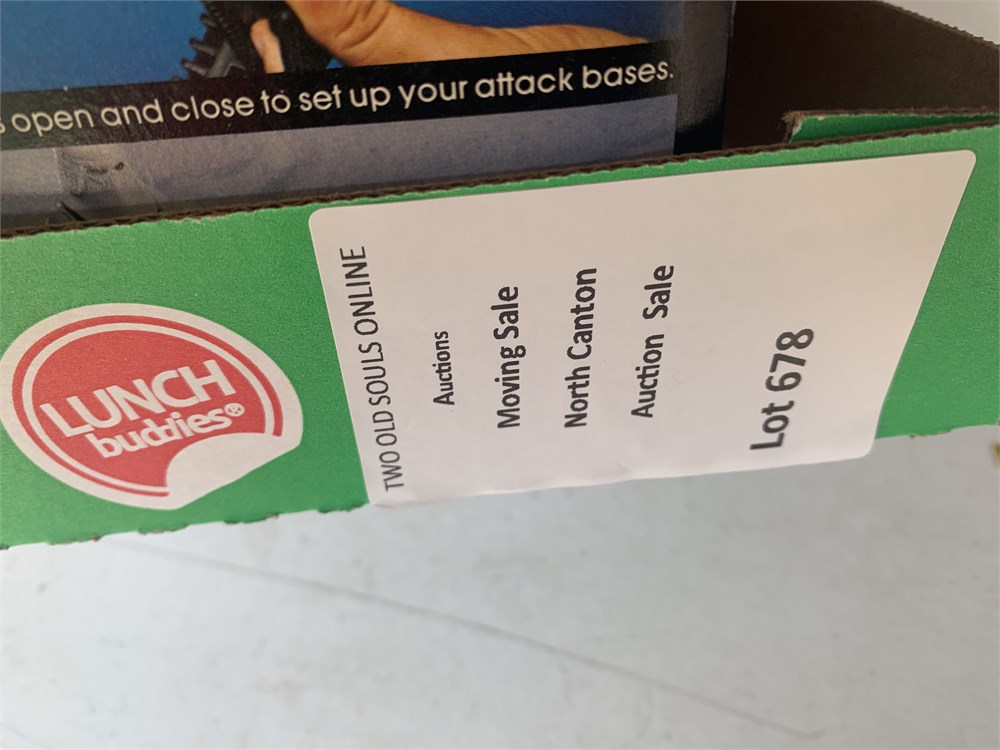 open and close to set up your attack bases.
LUNCH
buddies®
TWO OLD SOULS ONLINE
Auctions
Moving Sale
North Canton
Auction Sale
Lot 678